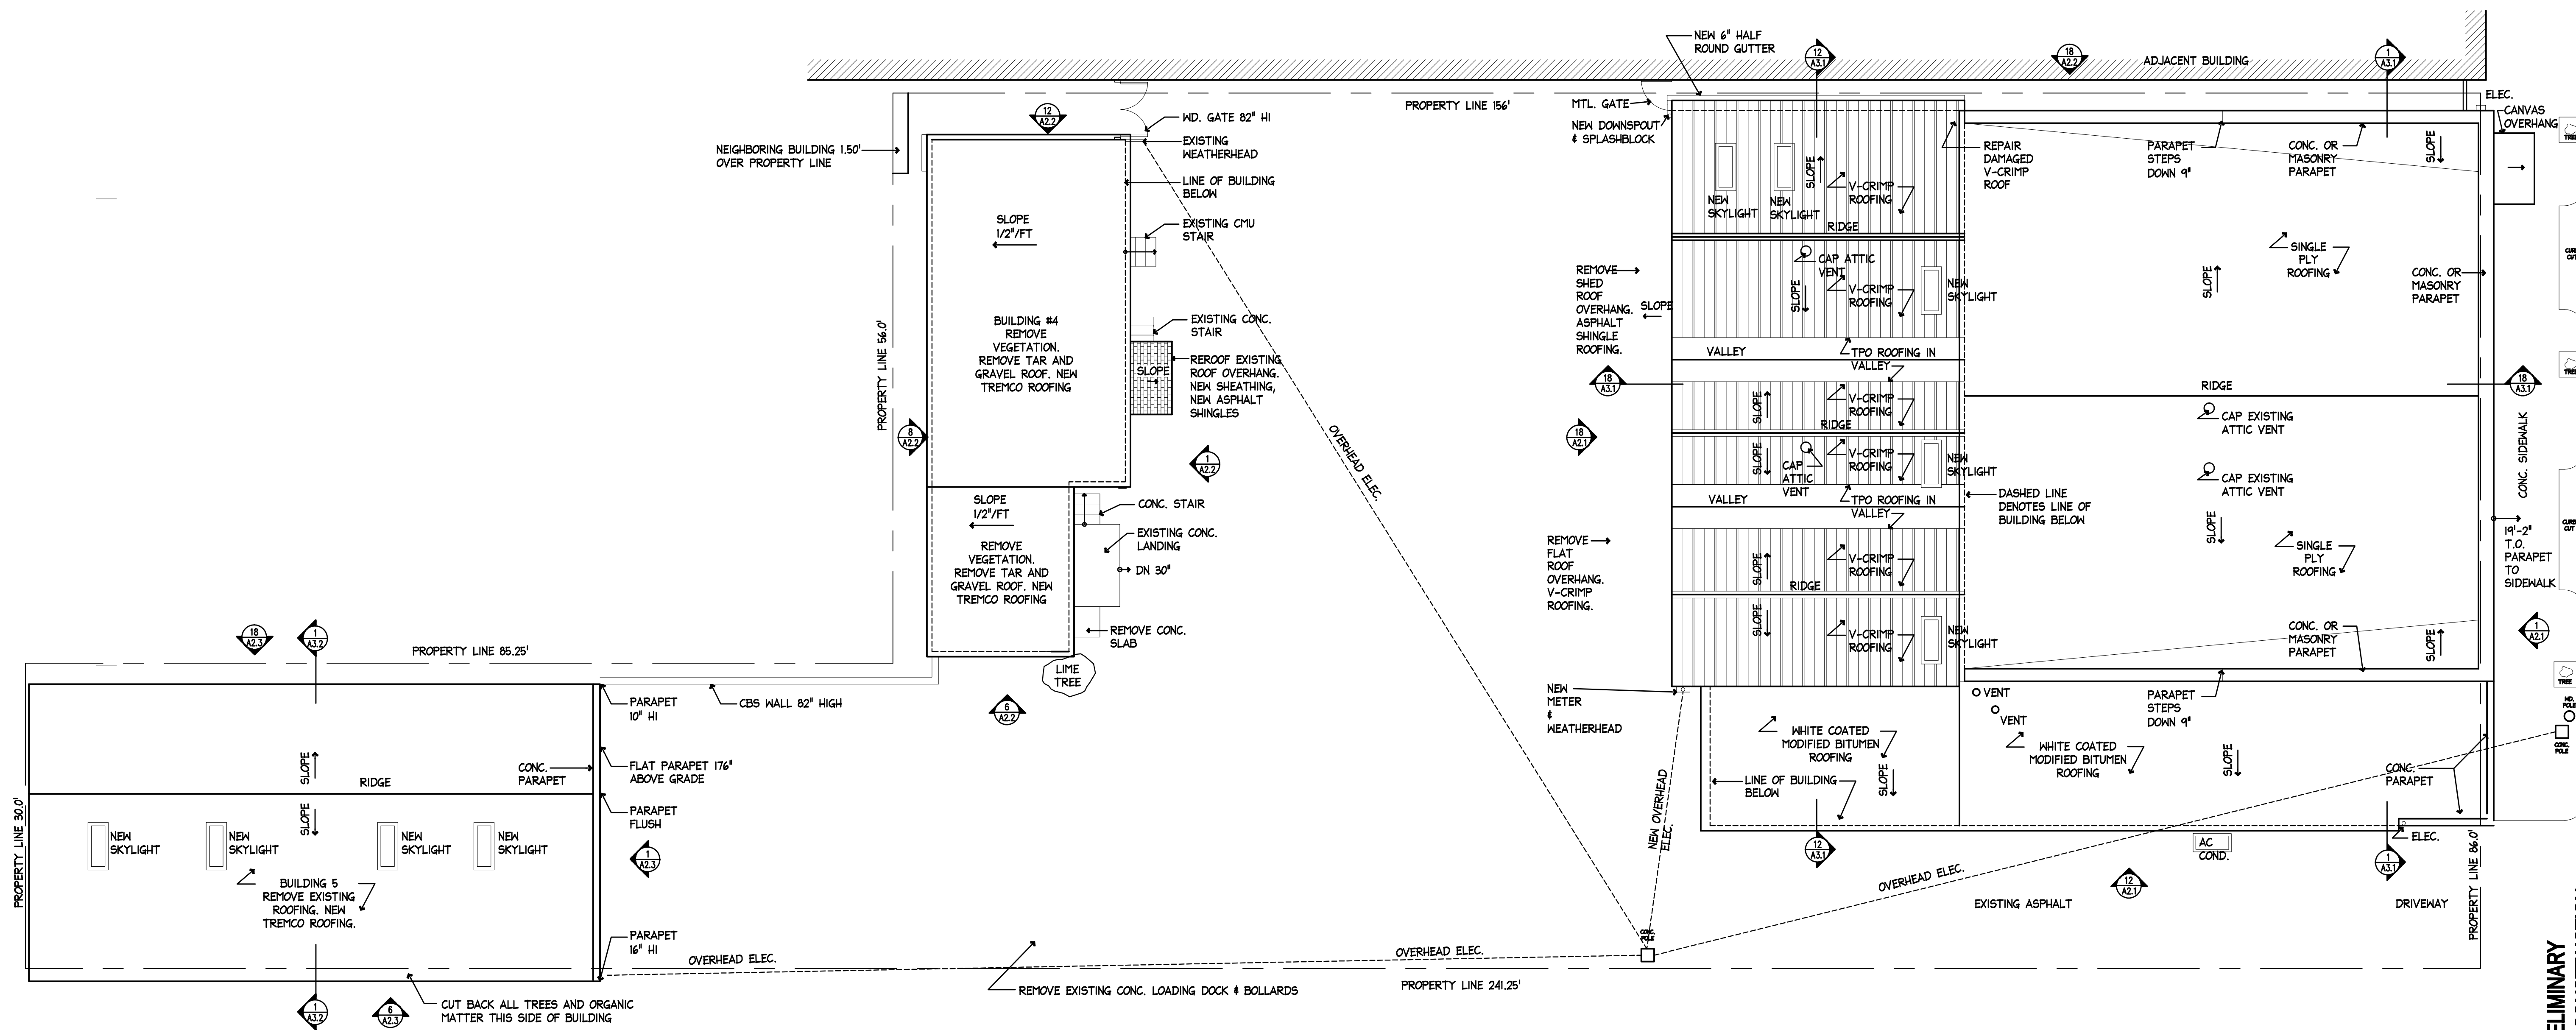 NEW 6" HALF
ROUND GUTTER
12
A3.1
18
A2.2
ADJACENT BUILDING
1
A3.1
PROPERTY LINE 156'
MTL. GATE
NEW DOWNSPOUT
& SPLASHBLOCK
ELEC.
CANVAS
OVERHANG
TREE
12
A2.2
WD. GATE 82" HI
EXISTING
WEATHERHEAD
NEIGHBORING BUILDING 1.50'
OVER PROPERTY LINE
LINE OF BUILDING
BELOW
EXISTING CMU
STAIR
SLOPE
1/2"/FT
BUILDING #4
REMOVE
VEGETATION.
REMOVE TAR AND
GRAVEL ROOF. NEW
TREMCO ROOFING
EXISTING CONC.
STAIR
SLOPE
REROOF EXISTING
ROOF OVERHANG.
NEW SHEATHING,
NEW ASPHALT
SHINGLES
PROPERTY LINE 56.0'
8
A2.2
1
A2.2
OVERHEAD ELEC.
SLOPE
1/2"/FT
REMOVE
VEGETATION.
REMOVE TAR AND
GRAVEL ROOF. NEW
TREMCO ROOFING
CONC. STAIR
EXISTING CONC.
LANDING
DN 30"
REMOVE CONC.
SLAB
LIME
TREE
6
A2.2
NEW
SKYLIGHT
NEW
SKYLIGHT
SLOPE
V-CRIMP
ROOFING
RIDGE
REPAIR
DAMAGED
V-CRIMP
ROOF
PARAPET
STEPS
DOWN 9"
CONC. OR
MASONRY
PARAPET
SLOPE
REMOVE
SHED
ROOF
OVERHANG.
ASPHALT
SHINGLE
ROOFING.
SLOPE
CAP ATTIC
VENT
SLOPE
V-CRIMP
ROOFING
NEW
SKYLIGHT
SLOPE
SINGLE
PLY
ROOFING
CONC. OR
MASONRY
PARAPET
CURB
CUT
VALLEY
TPO ROOFING IN
VALLEY
18
A3.1
18
A2.1
SLOPE
V-CRIMP
ROOFING
RIDGE
RIDGE
TREE
18
A3.1
CAP EXISTING
ATTIC VENT
SLOPE
CAP
ATTIC
VENT
V-CRIMP
ROOFING
NEW
SKYLIGHT
CAP EXISTING
ATTIC VENT
CONC. SIDEWALK
VALLEY
TPO ROOFING IN
VALLEY
DASHED LINE
DENOTES LINE OF
BUILDING BELOW
SLOPE
SINGLE
PLY
ROOFING
19'-2"
T.O.
PARAPET
TO
SIDEWALK
CURB
CUT
REMOVE
FLAT
ROOF
OVERHANG.
V-CRIMP
ROOFING.
SLOPE
V-CRIMP
ROOFING
RIDGE
SLOPE
V-CRIMP
ROOFING
NEW
SKYLIGHT
CONC. OR
MASONRY
PARAPET
SLOPE
1
A2.1
NEW
METER
&
WEATHERHEAD
VENT
VENT
PARAPET
STEPS
DOWN 9"
TREE
WD.
POLE
CONC.
POLE
WHITE COATED
MODIFIED BITUMEN
ROOFING
WHITE COATED
MODIFIED BITUMEN
ROOFING
SLOPE
SLOPE
LINE OF BUILDING
BELOW
CONC.
PARAPET
NEW OVERHEAD
ELEC.
12
A3.1
AC
COND.
ELEC.
1
A3.1
OVERHEAD ELEC.
12
A2.1
EXISTING ASPHALT
DRIVEWAY
PROPERTY LINE 86.0'
18
A2.3
1
A3.2
PROPERTY LINE 85.25'
CBS WALL 82" HIGH
PARAPET
10" HI
FLAT PARAPET 176"
ABOVE GRADE
CONC.
PARAPET
SLOPE
RIDGE
SLOPE
PARAPET
FLUSH
PROPERTY LINE 30.0'
NEW
SKYLIGHT
NEW
SKYLIGHT
NEW
SKYLIGHT
NEW
SKYLIGHT
1
A2.3
BUILDING 5
REMOVE EXISTING
ROOFING. NEW
TREMCO ROOFING.
PARAPET
16" HI
OVERHEAD ELEC.
OVERHEAD ELEC.
CONC.
POLE
PROPERTY LINE 241.25'
REMOVE EXISTING CONC. LOADING DOCK & BOLLARDS
CUT BACK ALL TREES AND ORGANIC
MATTER THIS SIDE OF BUILDING
1
A3.2
6
A2.3
ELIMINARY